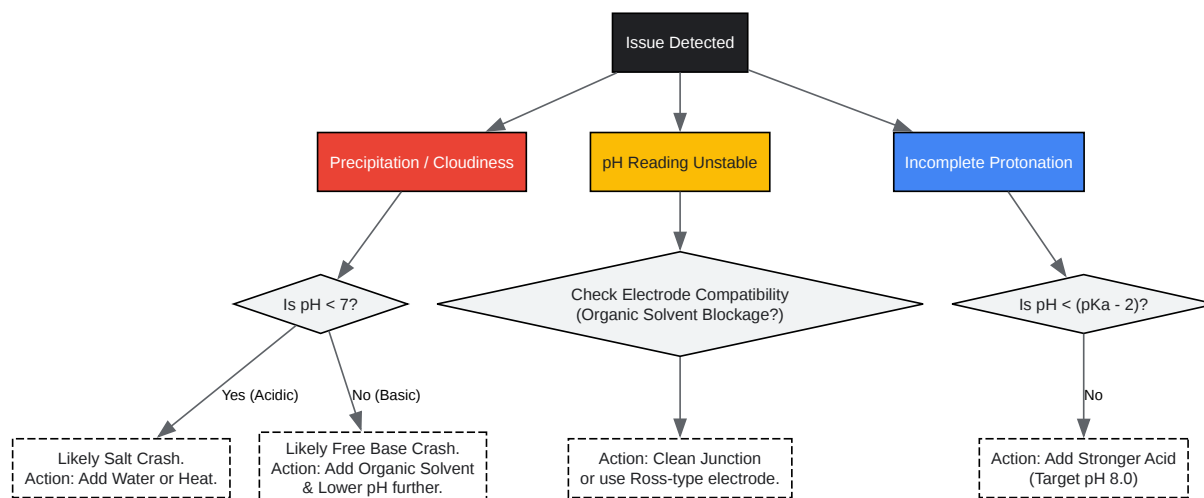 Issue Detected
Precipitation / Cloudiness
pH Reading Unstable
Incomplete Protonation
Is pH < 7?
Check Electrode Compatibility
(Organic Solvent Blockage?)
Is pH < (pKa - 2)?
Yes (Acidic)
No (Basic)
No
Likely Salt Crash.
Action: Add Water or Heat.
Likely Free Base Crash.
Action: Add Organic Solvent
& Lower pH further.
Action: Clean Junction
or use Ross-type electrode.
Action: Add Stronger Acid
(Target pH 8.0)